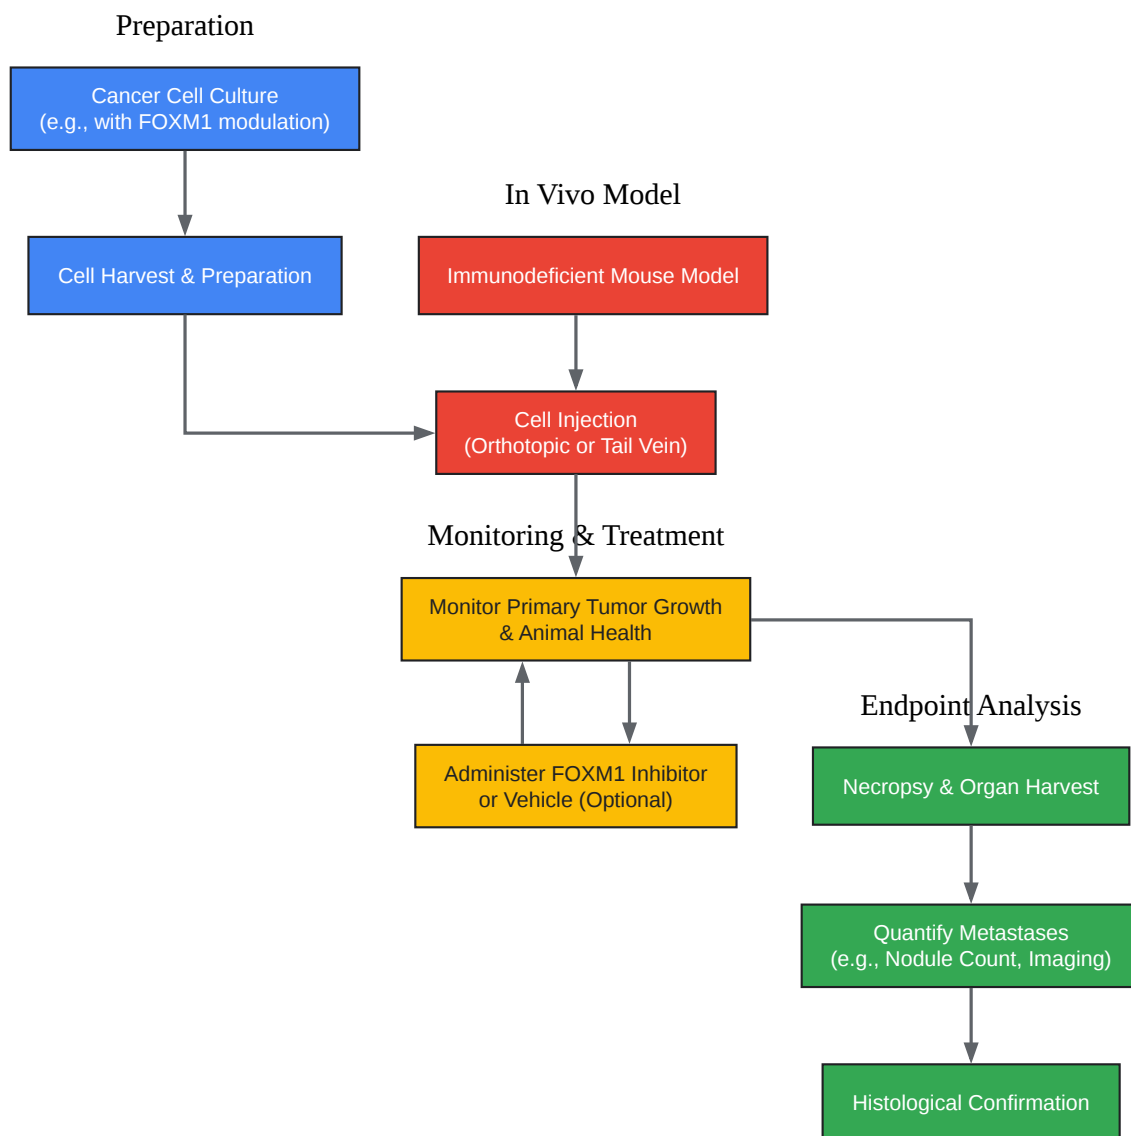 Preparation
Cancer Cell Culture
(e.g., with FOXM1 modulation)
Cell Harvest & Preparation
In Vivo Model
Immunodeficient Mouse Model
Cell Injection
(Orthotopic or Tail Vein)
Monitoring & Treatment
Monitor Primary Tumor Growth
& Animal Health
Administer FOXM1 Inhibitor
or Vehicle (Optional)
Endpoint Analysis
Necropsy & Organ Harvest
Quantify Metastases
(e.g., Nodule Count, Imaging)
Histological Confirmation